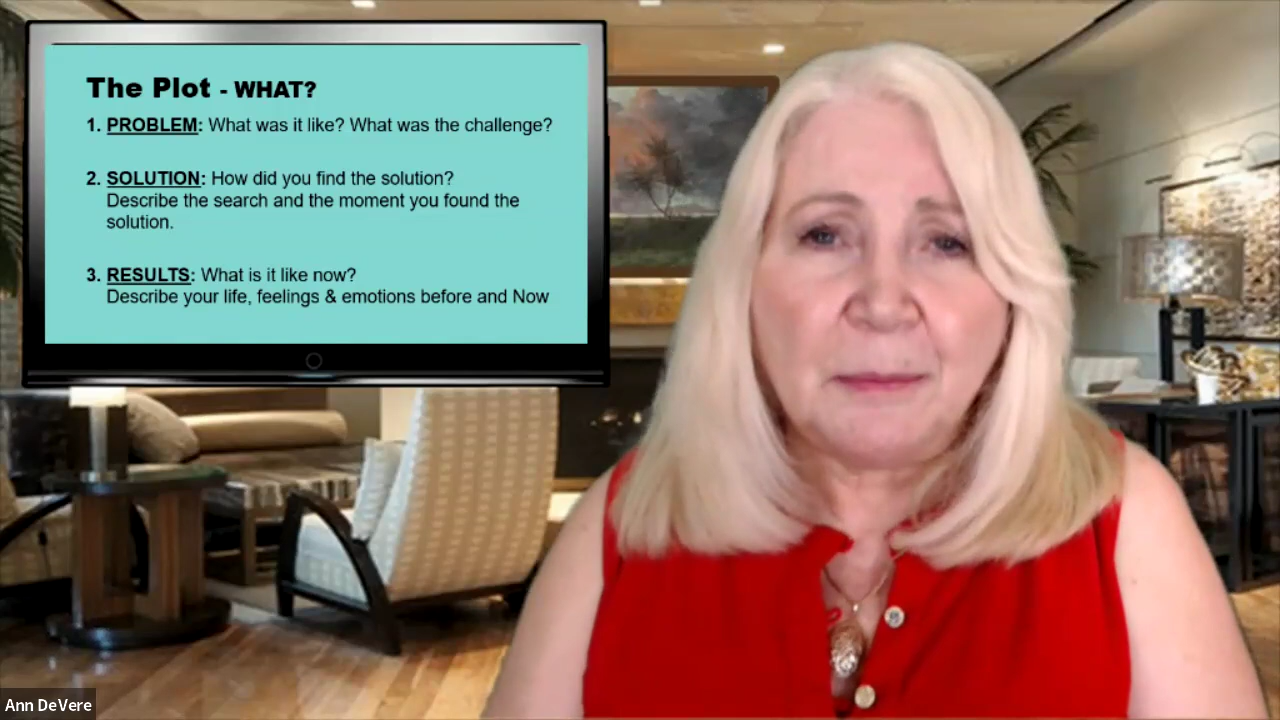 The Plot - WHAT?
1. PROBLEM: What was it like? What was the challenge?
2. SOLUTION: How did you find the solution?
Describe the search and the moment you found the
solution.
3. RESULTS: What is it like now?
Describe your life, feelings & emotions before and Now
Ann DeVere